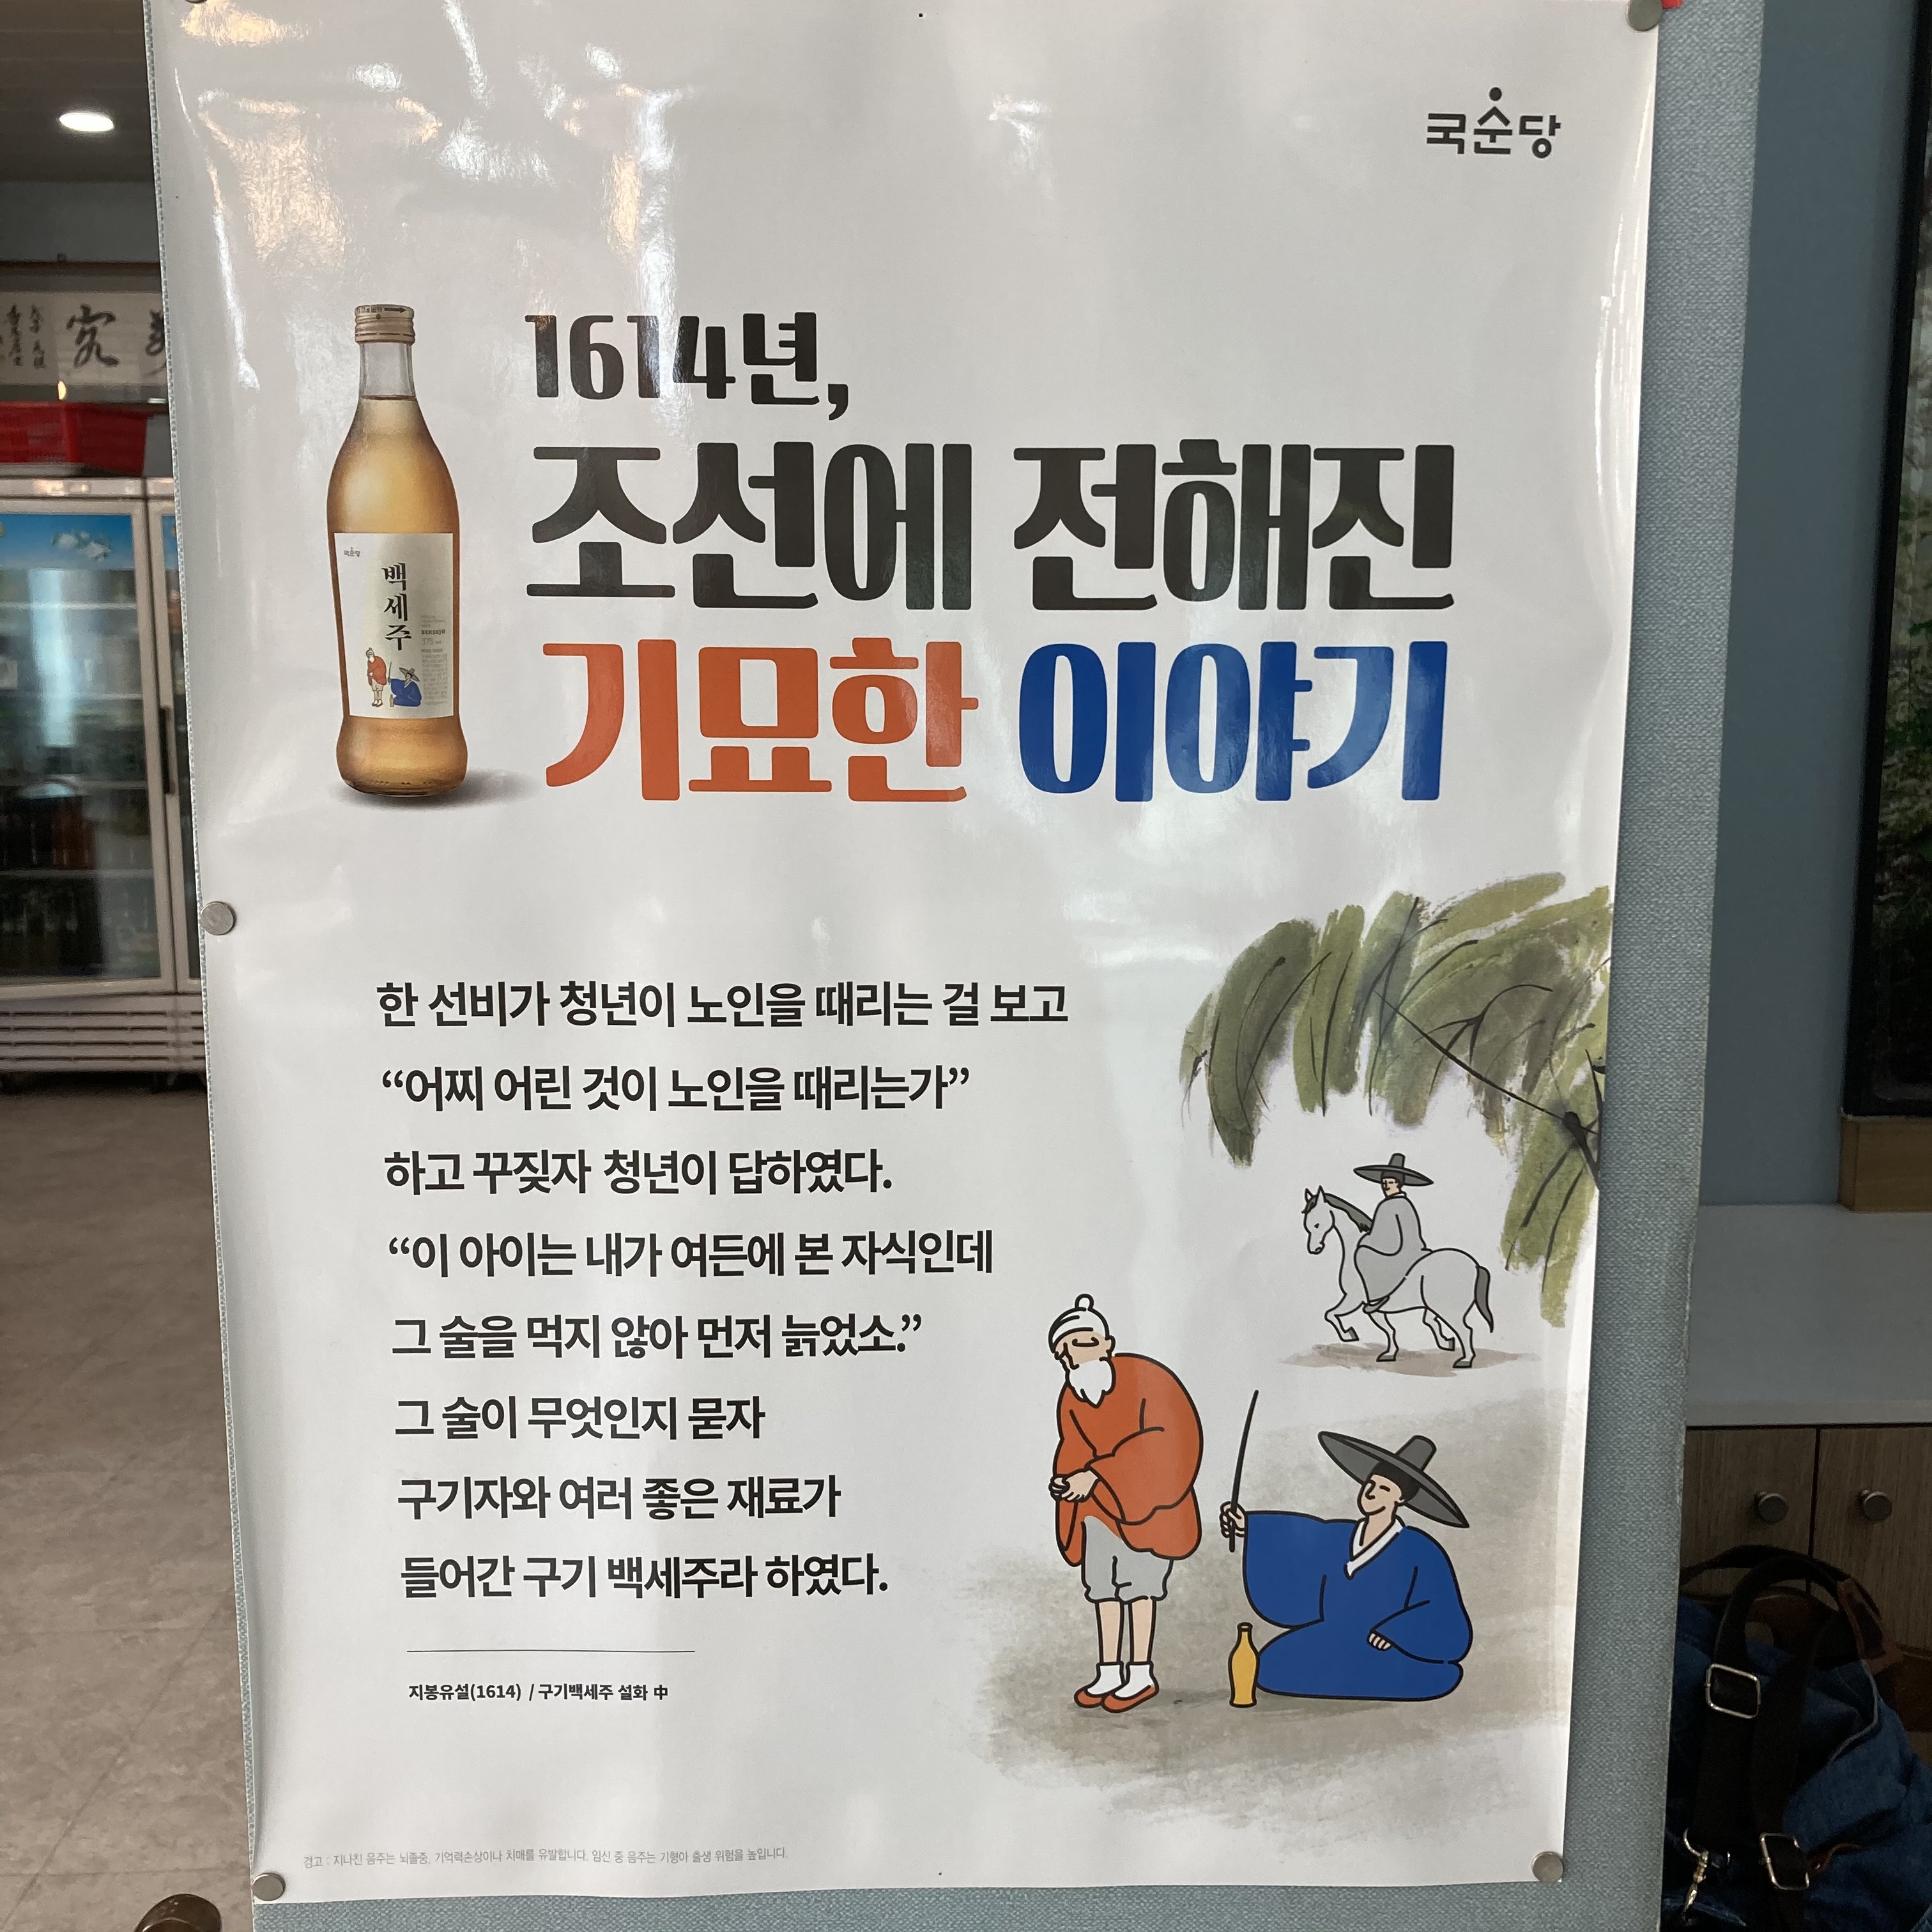 국순당
1614년,
조선에 전해진
기묘한 이야기
국순당
백세주
한 선비가 청년이 노인을 때리는 걸 보고
“어찌 어린 것이 노인을 때리는가”
하고 꾸짖자 청년이 답하였다.
“이 아이는 내가 여든에 본 자식인데
그 술을 먹지 않아 먼저 늙었소.”
그 술이 무엇인지 묻자
구기자와 여러 좋은 재료가
들어간 구기 백세주라 하였다.
지봉유설(1614) / 구기백세주 설화 中
경고 : 지나친 음주는 뇌졸중, 기억력손상이나 치매를 유발합니다. 임신 중 음주는 기형아 출생 위험을 높입니다.